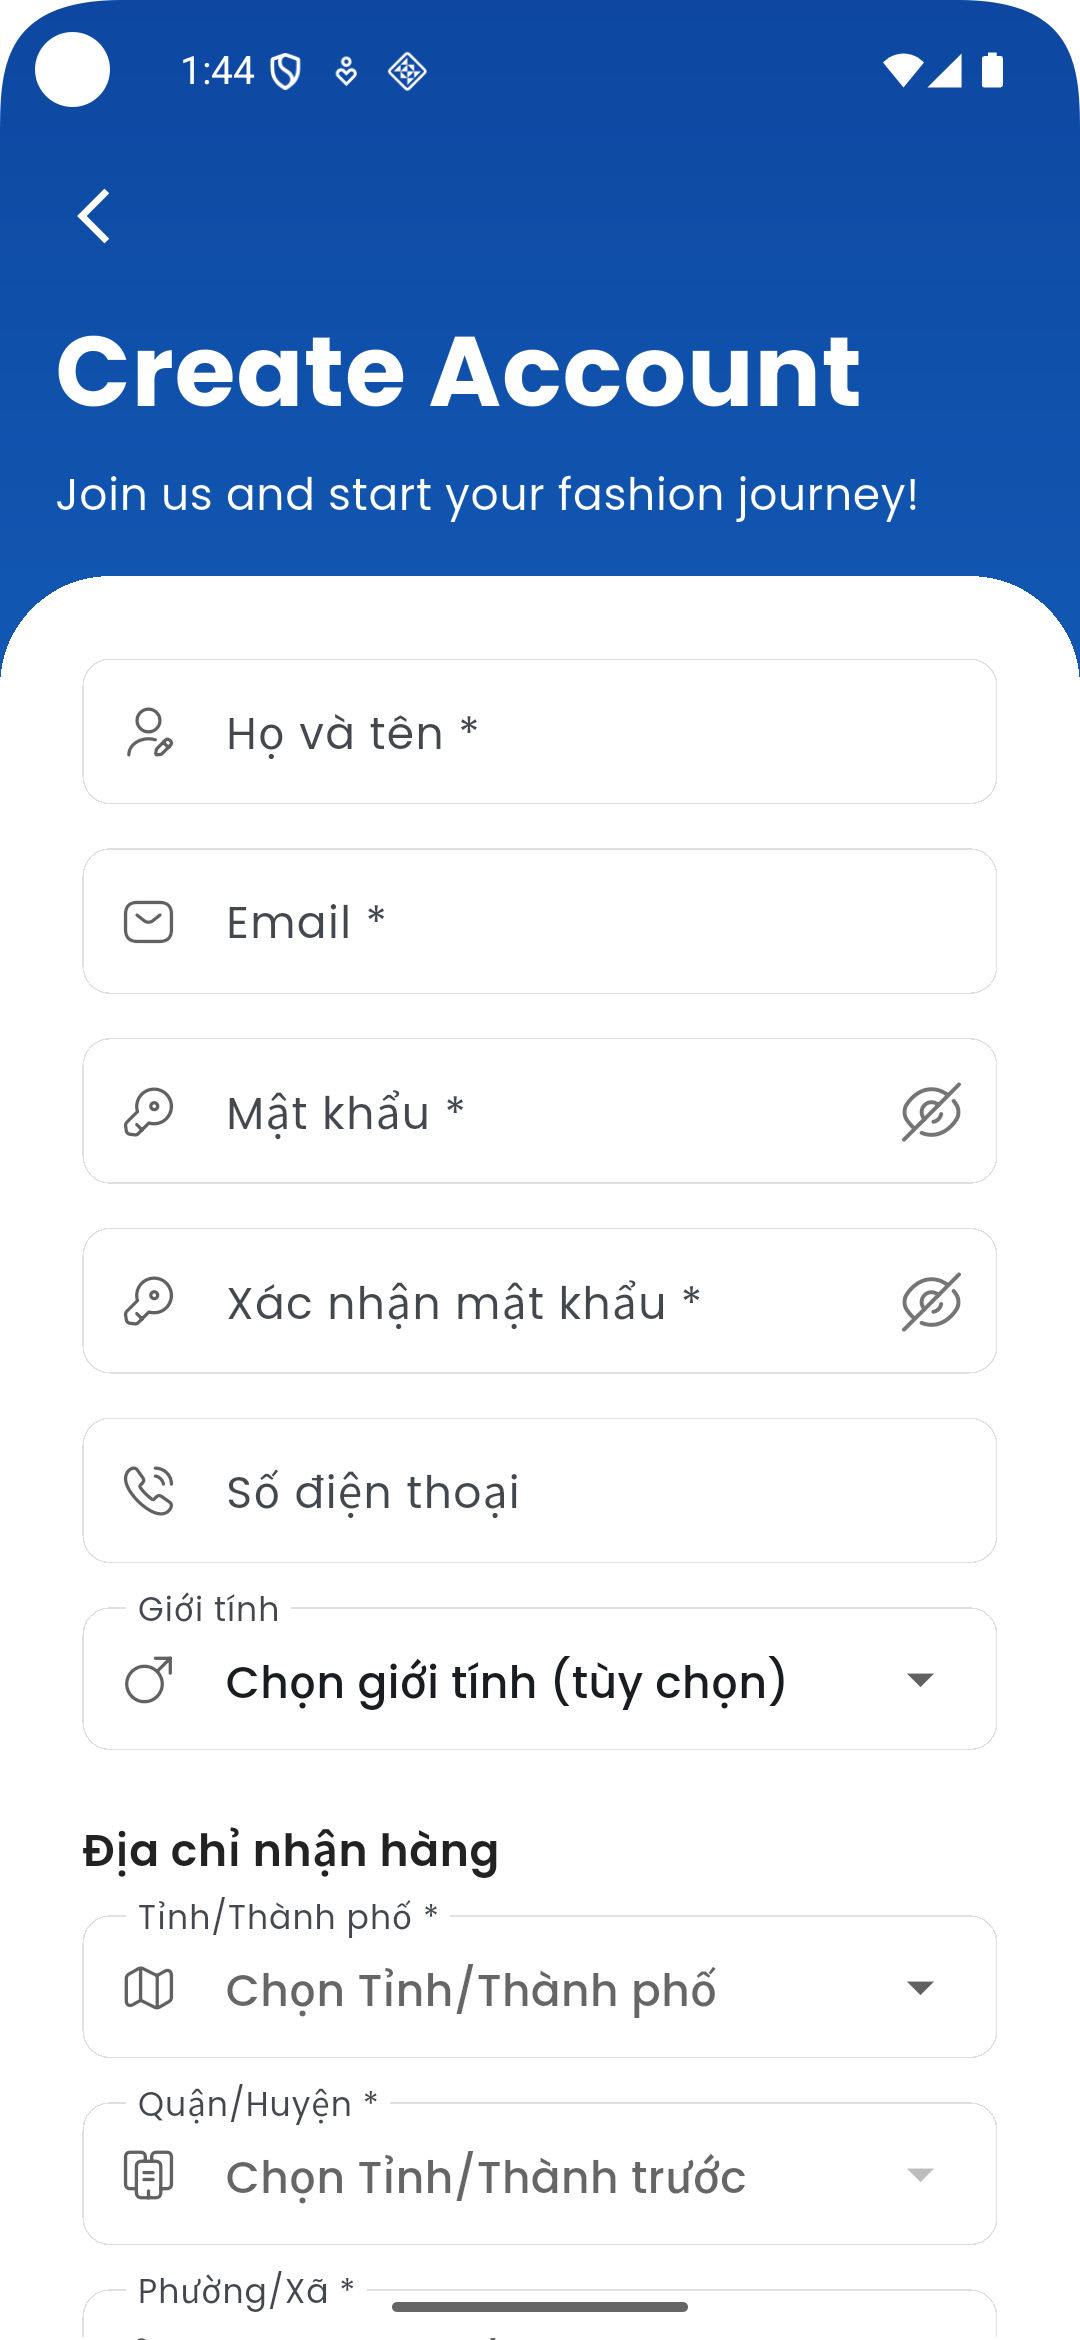 1:44
Create Account
Join us and start your fashion journey!
Họ và tên *
Email *
Mật khẩu *
Xác nhận mật khẩu *
Số điện thoại
Giới tính
Chọn giới tính (tùy chọn)
Địa chỉ nhận hàng
Tỉnh/Thành phố *
Chọn Tỉnh/Thành phố
Quận/Huyện *
Chọn Tỉnh/Thành trước
Phường/Xã *